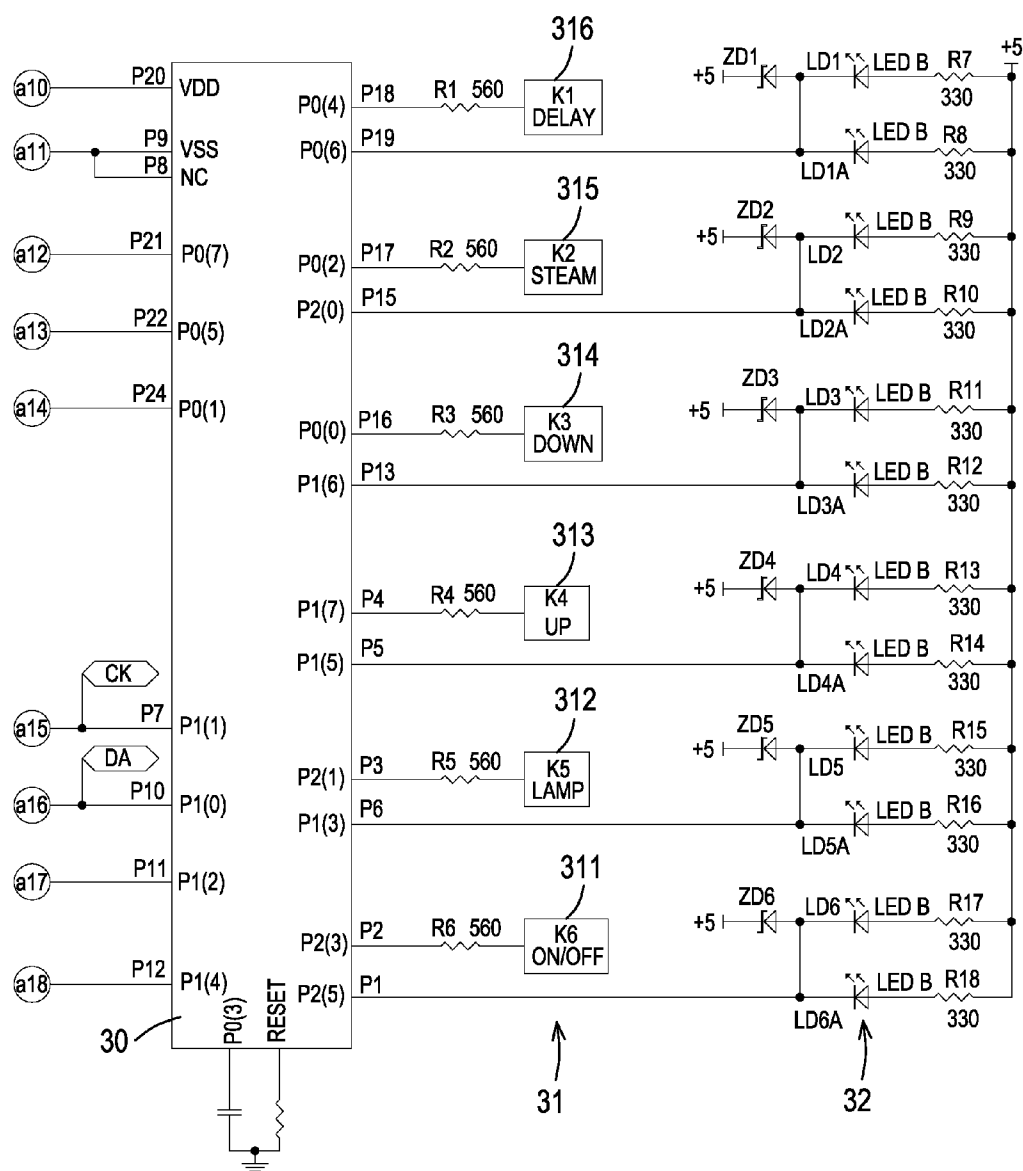 316
+5
a10 P20 VDD P0(4) P18 R1 560 K1 DELAY +5 ZD1 LD1 LED B R7 330
a11 P9 VSS P0(6) P19 LED B R8
P8 NC LD1A 330
315
a12 P21 P0(7) P0(2) P17 R2 560 K2 STEAM +5 ZD2 LD2 LED B R9 330
a13 P22 P0(5) P2(0) P15 LD2A LED B R10 330
314
a14 P24 P0(1) P0(0) P16 R3 560 K3 DOWN +5 ZD3 LD3 LED B R11 330
P1(6) P13 LD3A LED B R12 330
313
P1(7) P4 R4 560 K4 UP +5 ZD4 LD4 LED B R13 330
P1(5) P5 LD4A LED B R14 330
CK
312
a15 P7 P1(1) P2(1) P3 R5 560 K5 LAMP +5 ZD5 LD5 LED B R15 330
DA
a16 P10 P1(0) P1(3) P6 LD5A LED B R16 330
311
a17 P11 P1(2) P2(3) P2 R6 560 K6 ON/OFF +5 ZD6 LD6 LED B R17 330
a18 P12 P1(4) P2(5) P1 LD6A LED B R18 330
30 P0(3) RESET
31 32